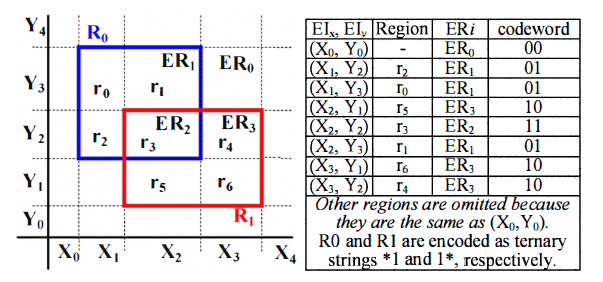 Y4
R0
ER1
ER0
Y3
r0
r1
ER2
ER3
Y2
r2
r3
r4
Y1
r5
r6
Y0
R1
X0
X1
X2
X3
X4
EIx, EIy Region ERi codeword
(X0, Y0) - ER0 00
(X1, Y2) r2 ER1 01
(X1, Y3) r0 ER1 01
(X2, Y1) r5 ER3 10
(X2, Y2) r3 ER2 11
(X2, Y3) r1 ER1 01
(X3, Y1) r6 ER3 10
(X3, Y2) r4 ER3 10
Other regions are omitted because
they are the same as (X0,Y0).
R0 and R1 are encoded as ternary
strings *1 and 1*, respectively.